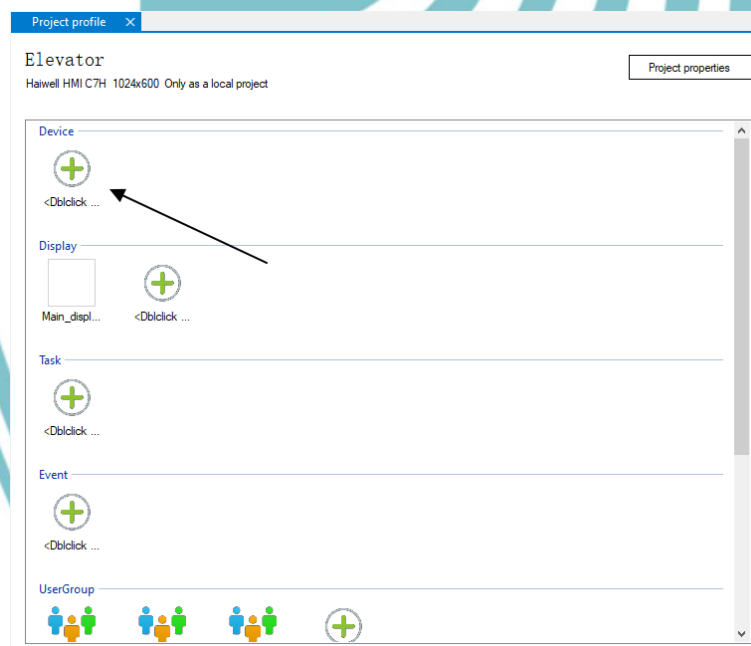 Project profile
Elevator
Project properties
Haiwell HMI C7H 1024x600 Only as a local project
Device
<Dblclick ...
Display
Main_displ...
<Dblclick ...
Task
<Dblclick ...
Event
<Dblclick ...
UserGroup